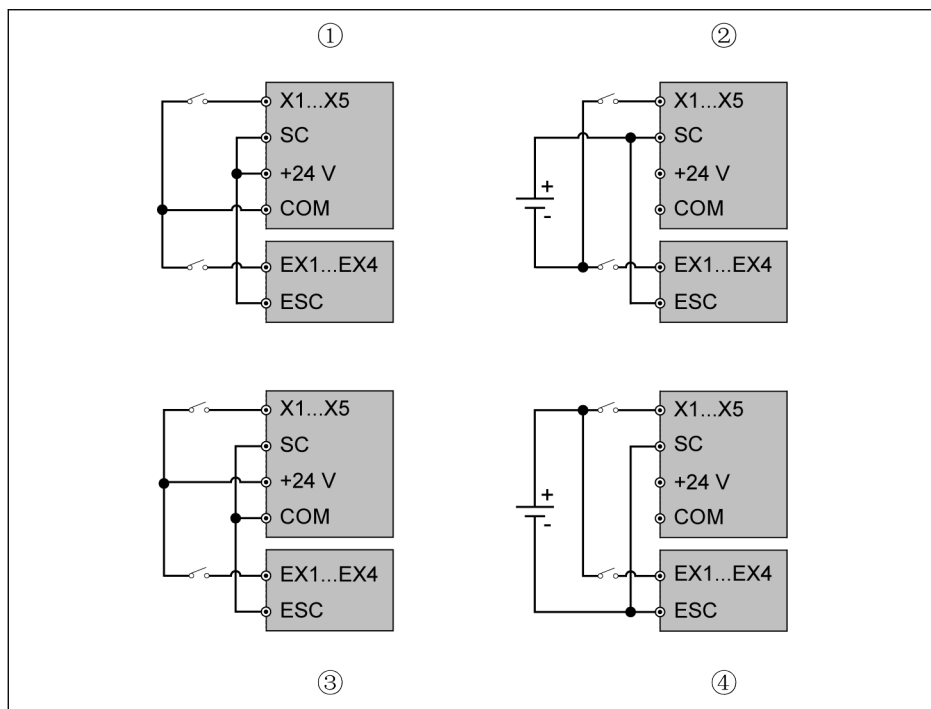 ① ②
X1...X5
SC
+24 V
COM
EX1...EX4
ESC
+
-
X1...X5
SC
+24 V
COM
EX1...EX4
ESC
X1...X5
SC
+24 V
COM
EX1...EX4
ESC
+
-
X1...X5
SC
+24 V
COM
EX1...EX4
ESC
③ ④